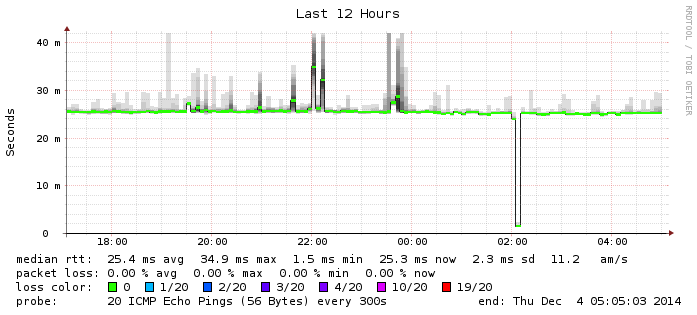 Last 12 Hours
RRDTOOL / TOBI OETIKER
Seconds
40 m
30 m
20 m
10 m
0
18:00 20:00 22:00 00:00 02:00 04:00
median rtt: 25.4 ms avg 34.9 ms max 1.5 ms min 25.3 ms now 2.3 ms sd 11.2 am/s
packet loss: 0.00 % avg 0.00 % max 0.00 % min 0.00 % now
loss color: 0 1/20 2/20 3/20 4/20 10/20 19/20
probe: 20 ICMP Echo Pings (56 Bytes) every 300s end: Thu Dec 4 05:05:03 2014